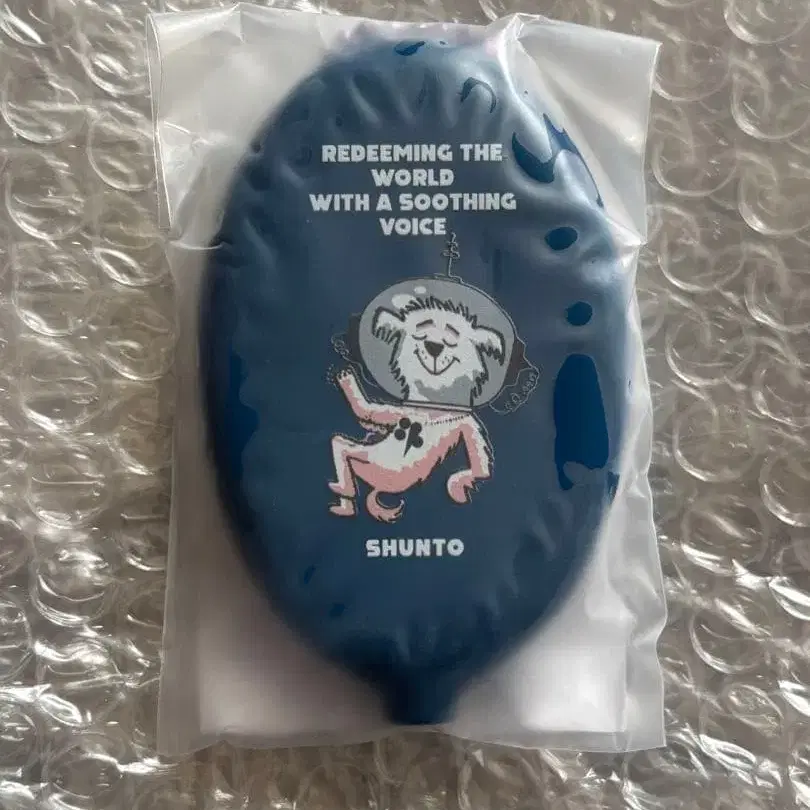 REDEEMING THE
WORLD
WITH A SOOTHING
VOICE
SHUNTO